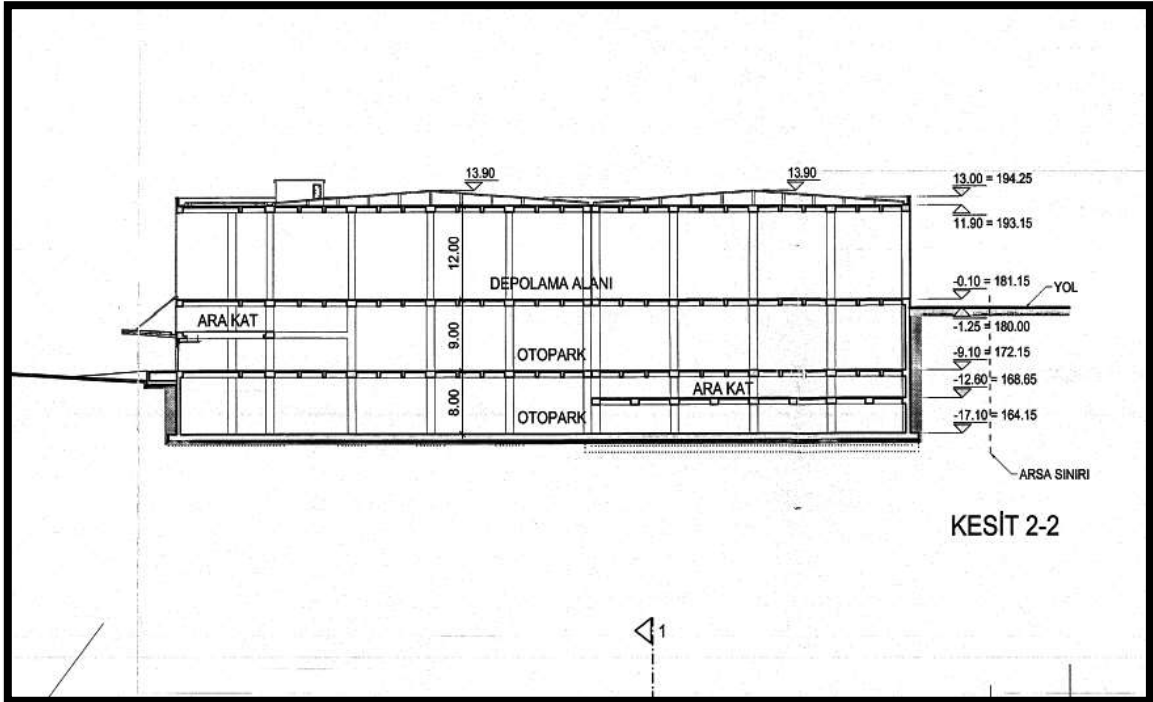 13.90
13.90
13.00 = 194.25
11.90 = 193.15
12.00
DEPOLAMA ALANI
-0.10 = 181.15
YOL
ARA KAT
-1.25 = 180.00
9.00
OTOPARK
-9.10 = 172.15
ARA KAT
-12.60 = 168.65
8.00
OTOPARK
-17.10 = 164.15
ARSA SINIRI
KESİT 2-2
1